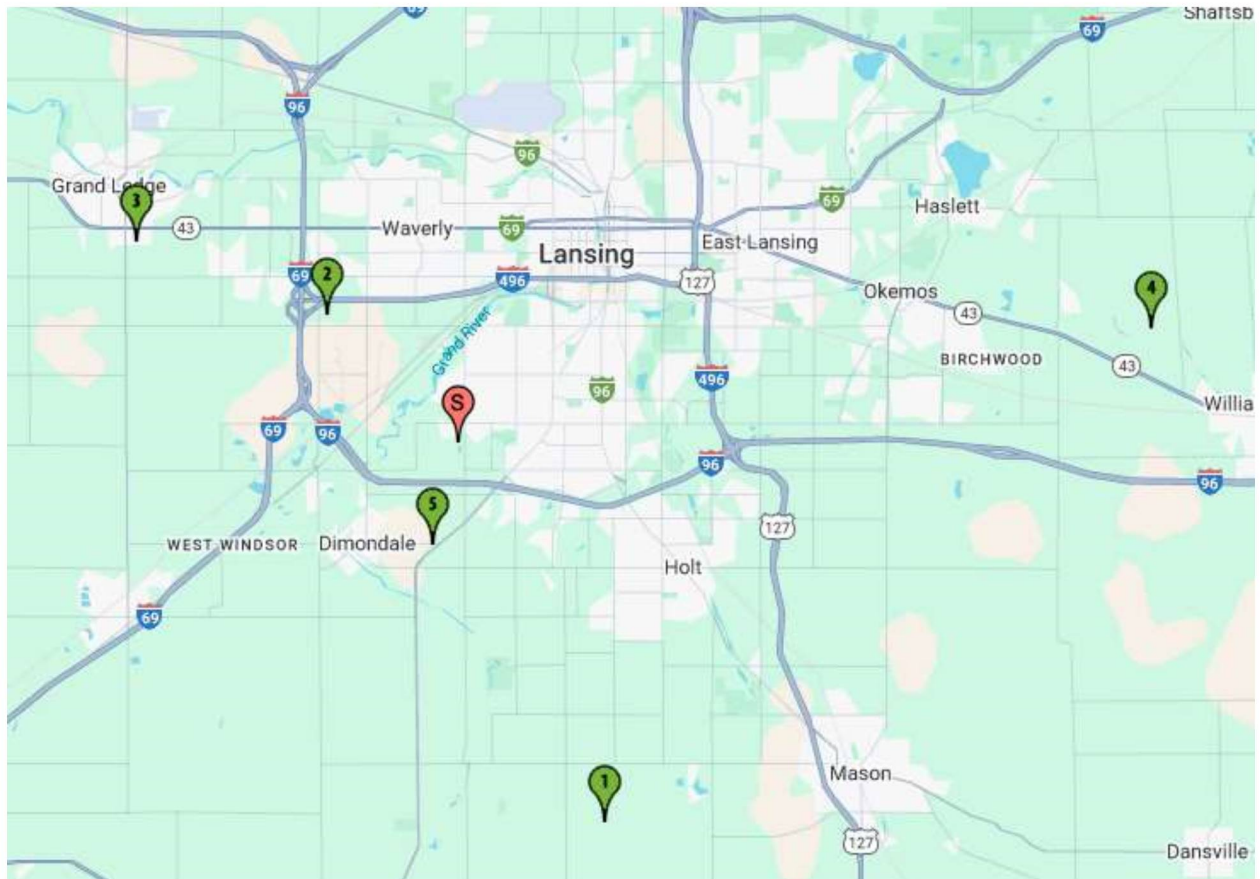 69
Shaftsb
69
96
96
Grand Ledge
3
43
69
Haslett
Waverly
69
East Lansing
Lansing
69
2
496
127
Okemos
4
43
Grand River
BIRCHWOOD
43
496
96
S
Willia
69
96
96
96
5
127
WEST WINDSOR
Dimondale
Holt
69
1
Mason
127
Dansville